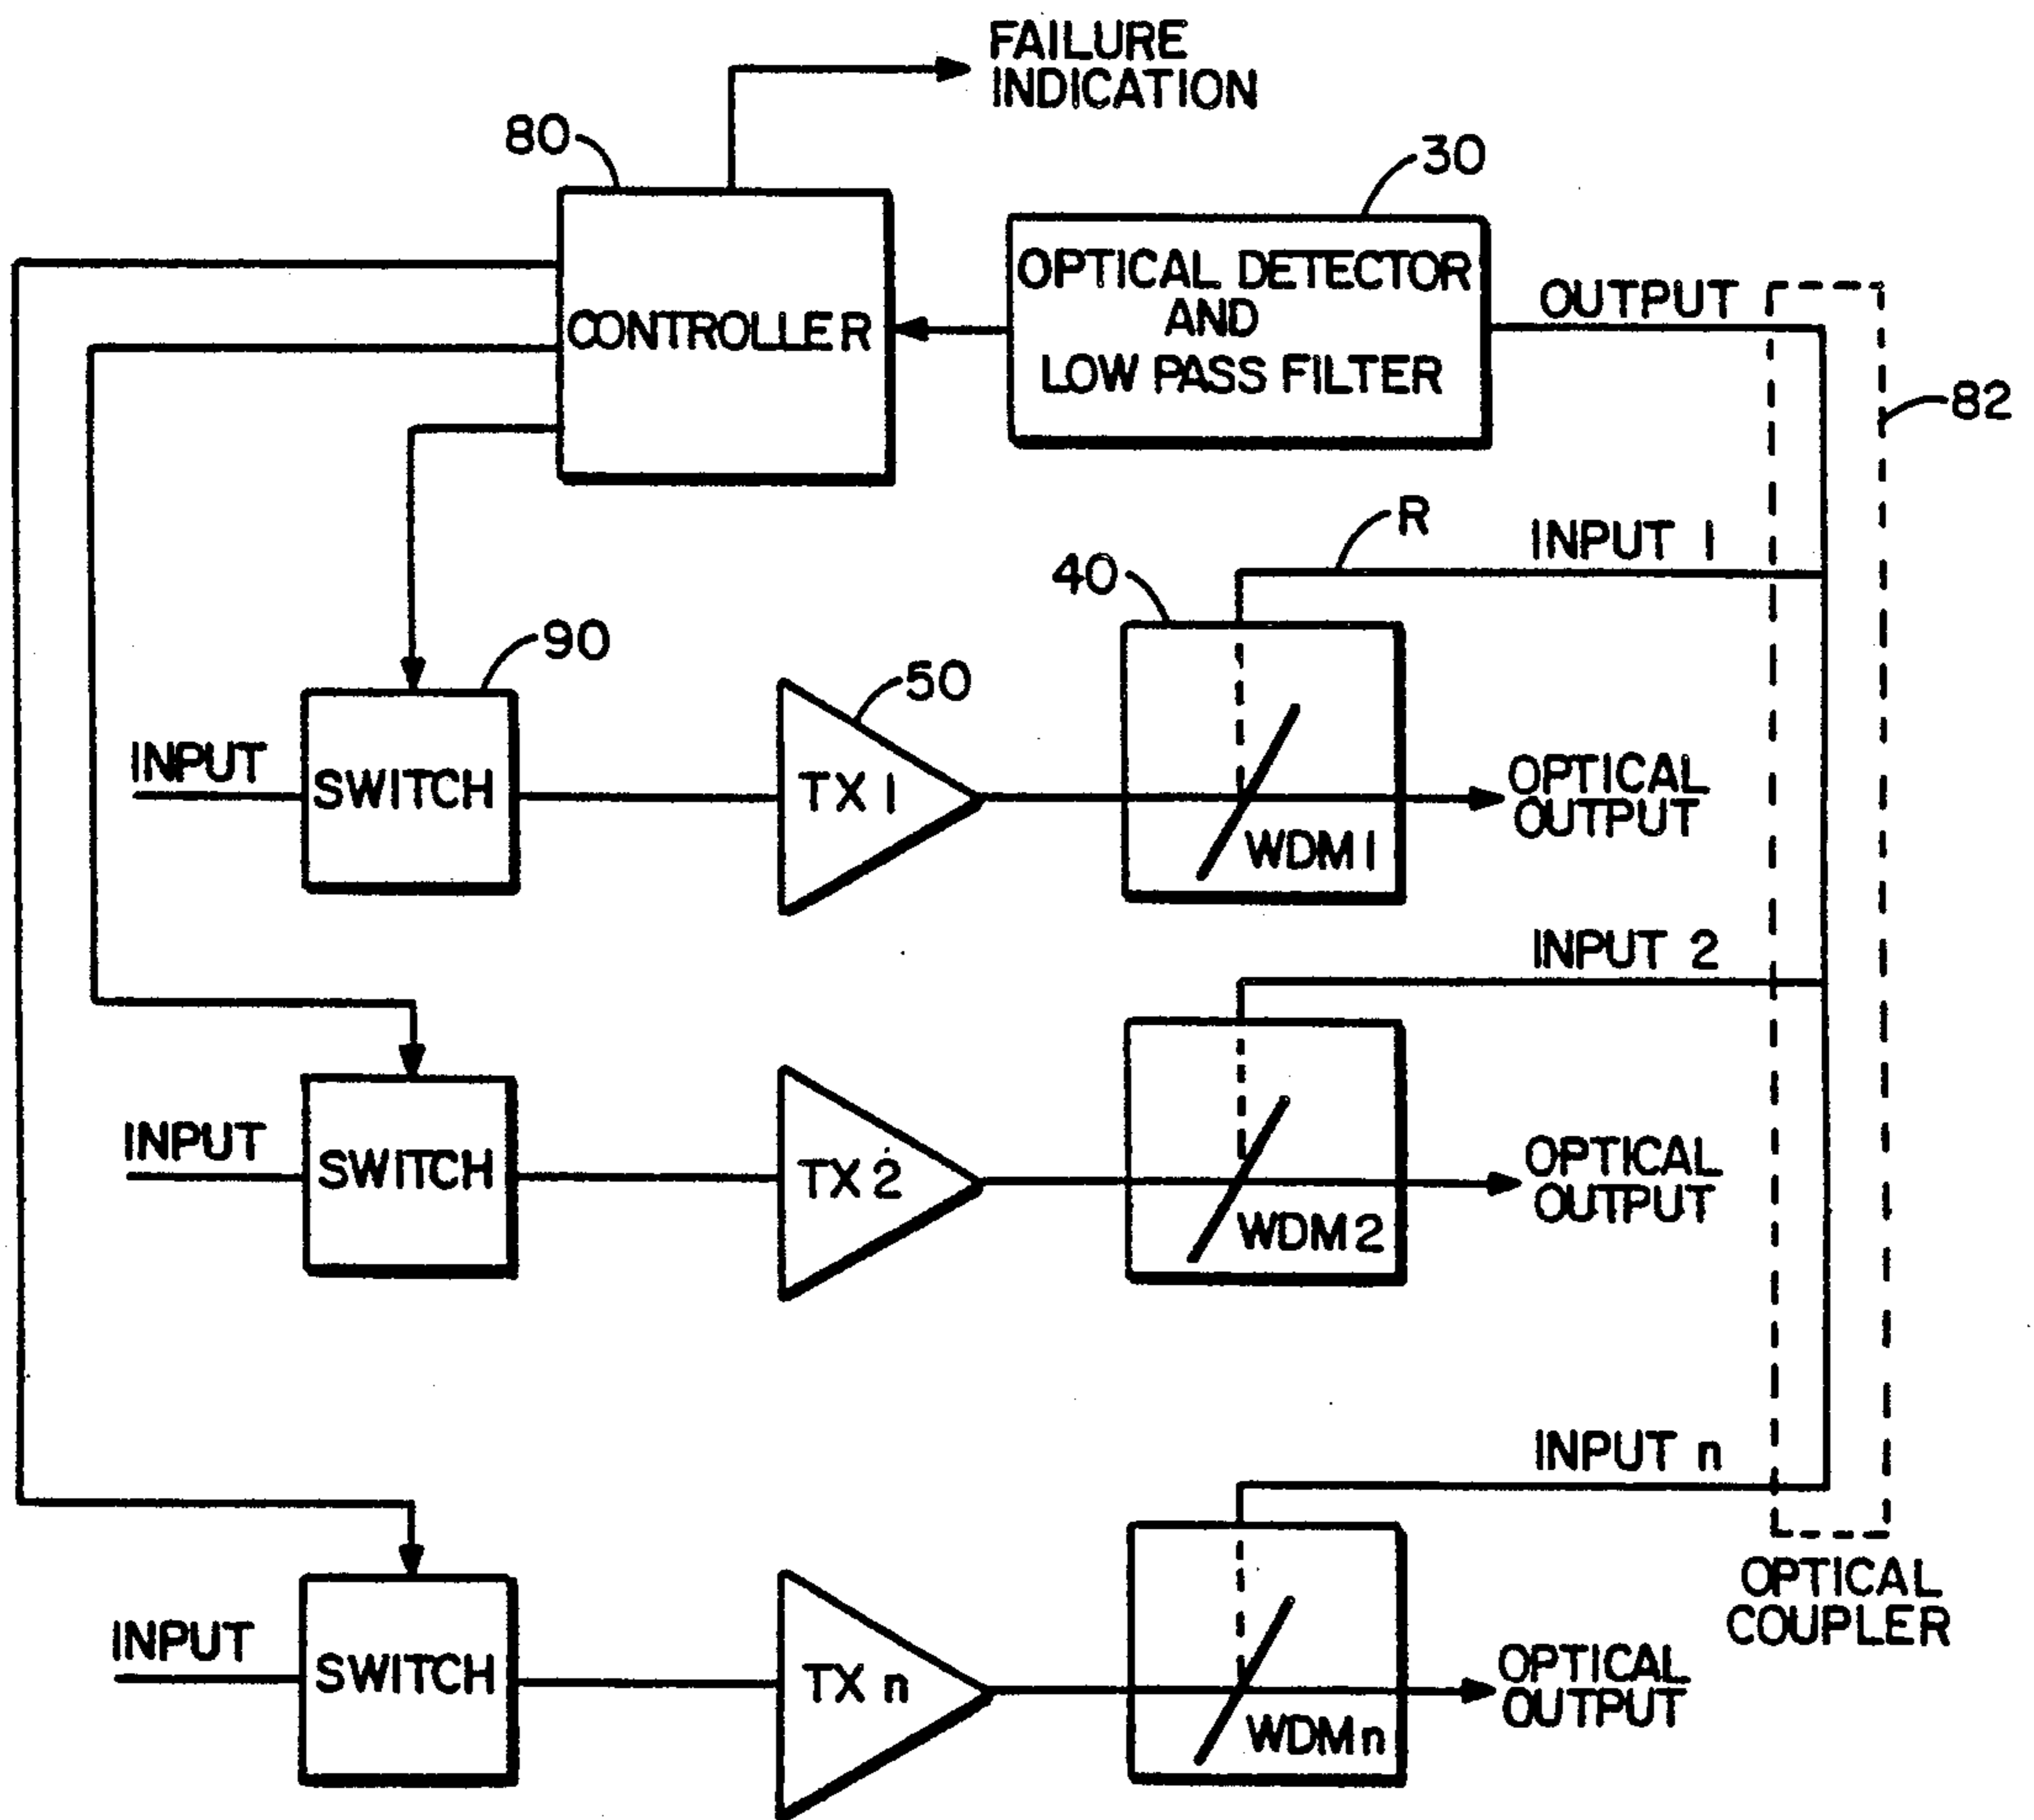 FAILURE
INDICATION
80
30
OPTICAL DETECTOR
AND
LOW PASS FILTER
CONTROLLER
OUTPUT
82
R
INPUT 1
40
90
50
INPUT
SWITCH
TX 1
WDM 1
OPTICAL
OUTPUT
INPUT 2
INPUT
SWITCH
TX 2
WDM 2
OPTICAL
OUTPUT
INPUT n
OPTICAL
COUPLER
INPUT
SWITCH
TX n
WDM n
OPTICAL
OUTPUT